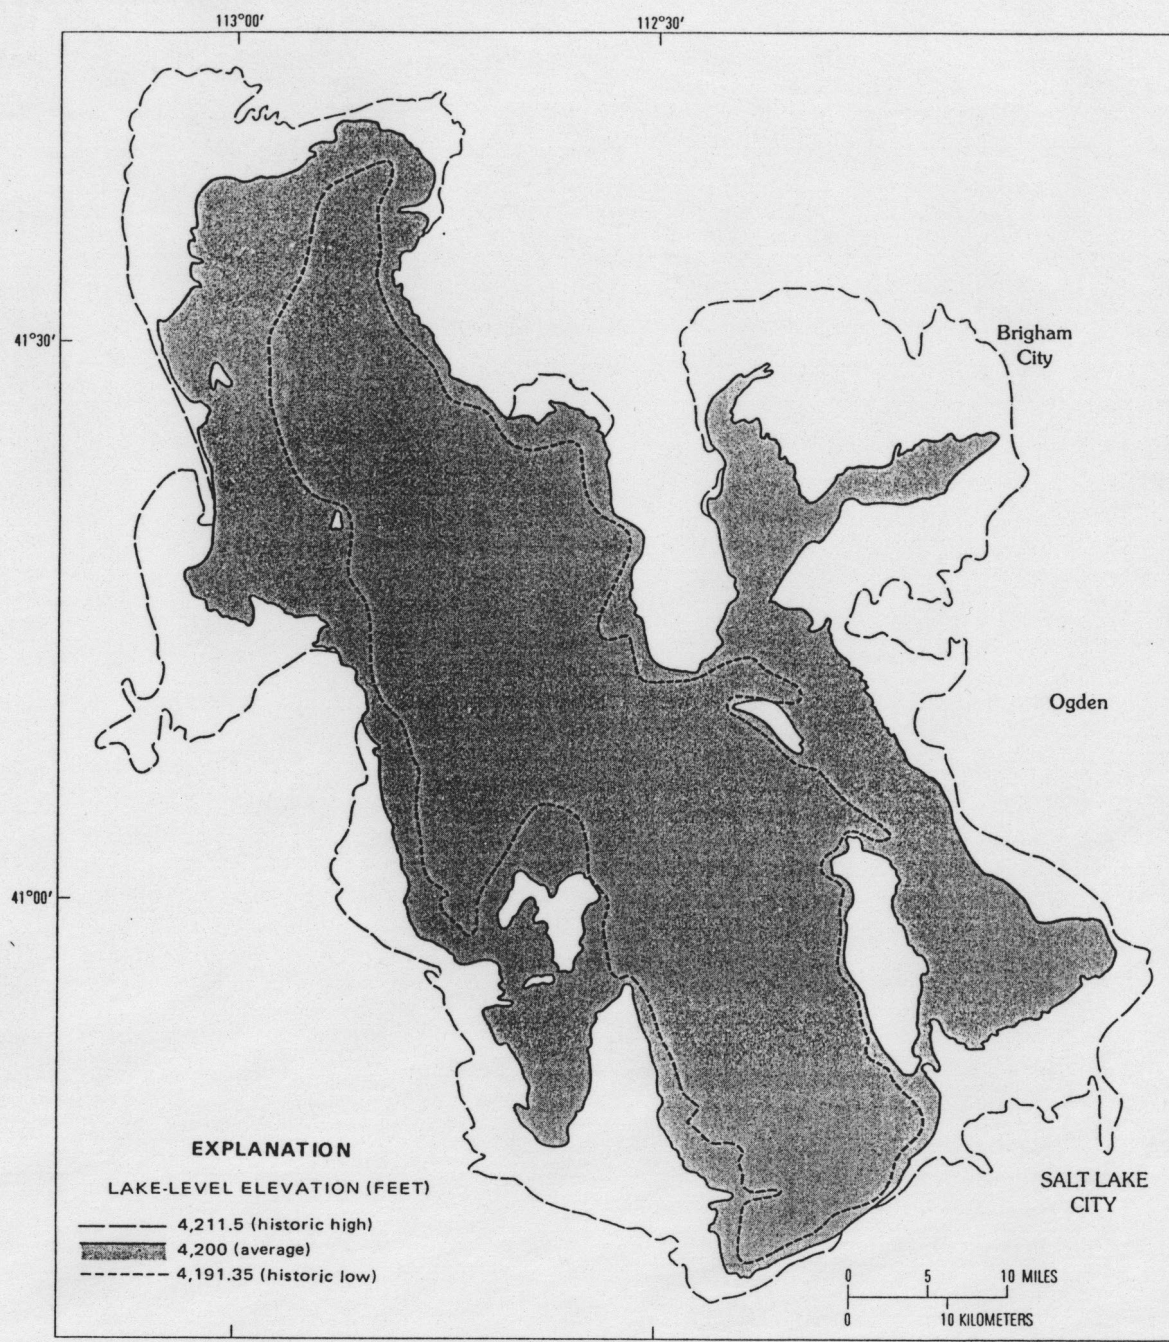 113°00'
112°30'
41°30'
Brigham
City
Ogden
41°00'
EXPLANATION
LAKE-LEVEL ELEVATION (FEET)
4,211.5 (historic high)
4,200 (average)
4,191.35 (historic low)
SALT LAKE
CITY
0 5 10 MILES
0 10 KILOMETERS